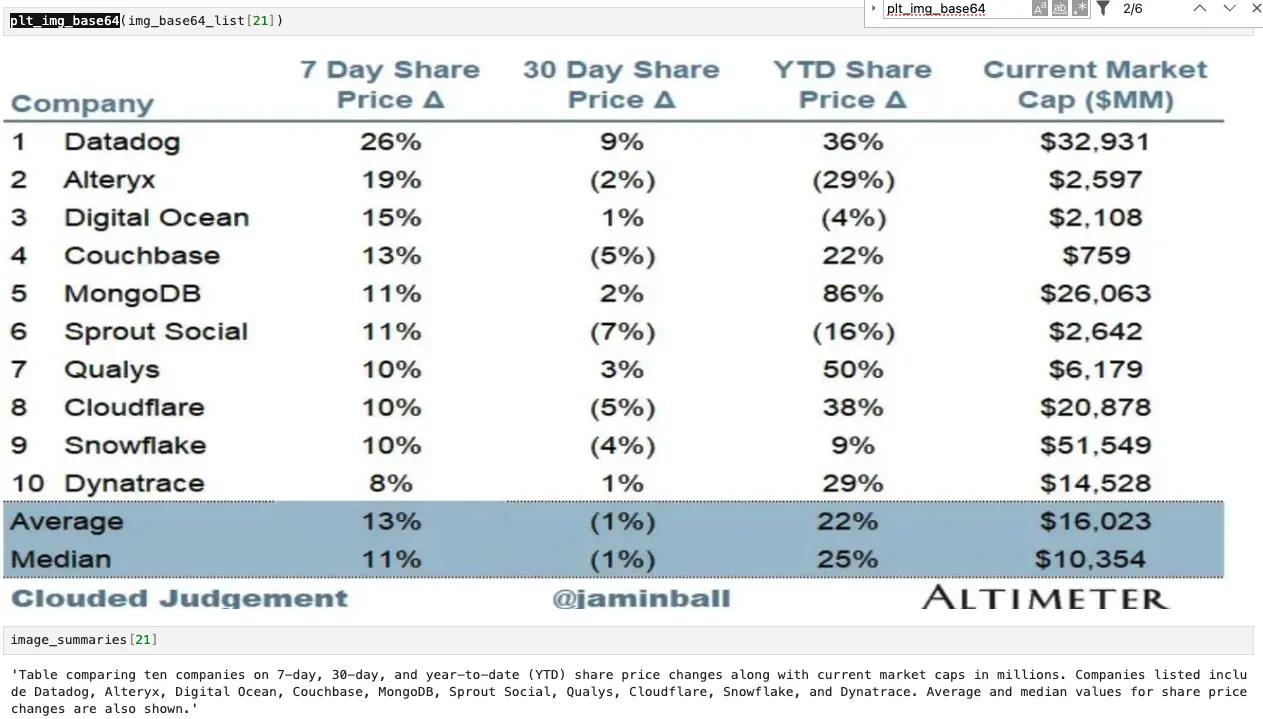 plt_img_base64(img_base64_list[21])
plt_img_base64 2/6
Company 7 Day Share Price Δ 30 Day Share Price Δ YTD Share Price Δ Current Market Cap ($MM)
1 Datadog 26% 9% 36% $32,931
2 Alteryx 19% (2%) (29%) $2,597
3 Digital Ocean 15% 1% (4%) $2,108
4 Couchbase 13% (5%) 22% $759
5 MongoDB 11% 2% 86% $26,063
6 Sprout Social 11% (7%) (16%) $2,642
7 Qualys 10% 3% 50% $6,179
8 Cloudflare 10% (5%) 38% $20,878
9 Snowflake 10% (4%) 9% $51,549
10 Dynatrace 8% 1% 29% $14,528
Average 13% (1%) 22% $16,023
Median 11% (1%) 25% $10,354
Clouded Judgement @jaminball ALTIMETER
image_summaries[21]
'Table comparing ten companies on 7-day, 30-day, and year-to-date (YTD) share price changes along with current market caps in millions. Companies listed inclu
de Datadog, Alteryx, Digital Ocean, Couchbase, MongoDB, Sprout Social, Qualys, Cloudflare, Snowflake, and Dynatrace. Average and median values for share price
changes are also shown.'